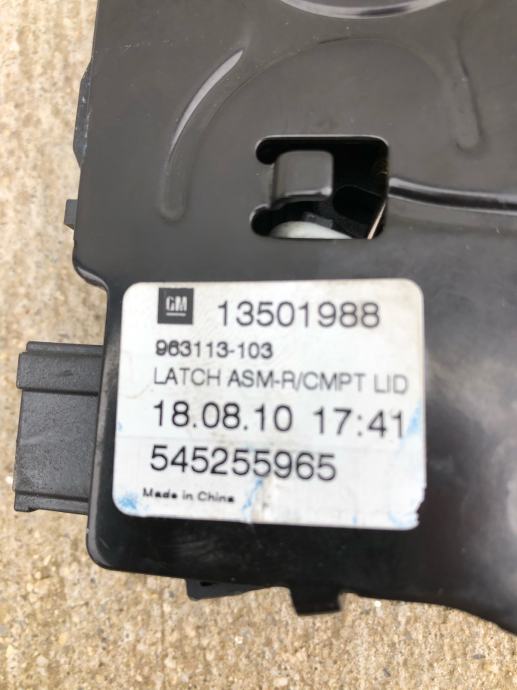 GM 13501988
963113-103
LATCH ASM-R/CMPT LID
18.08.10 17:41
545255965
Made in China